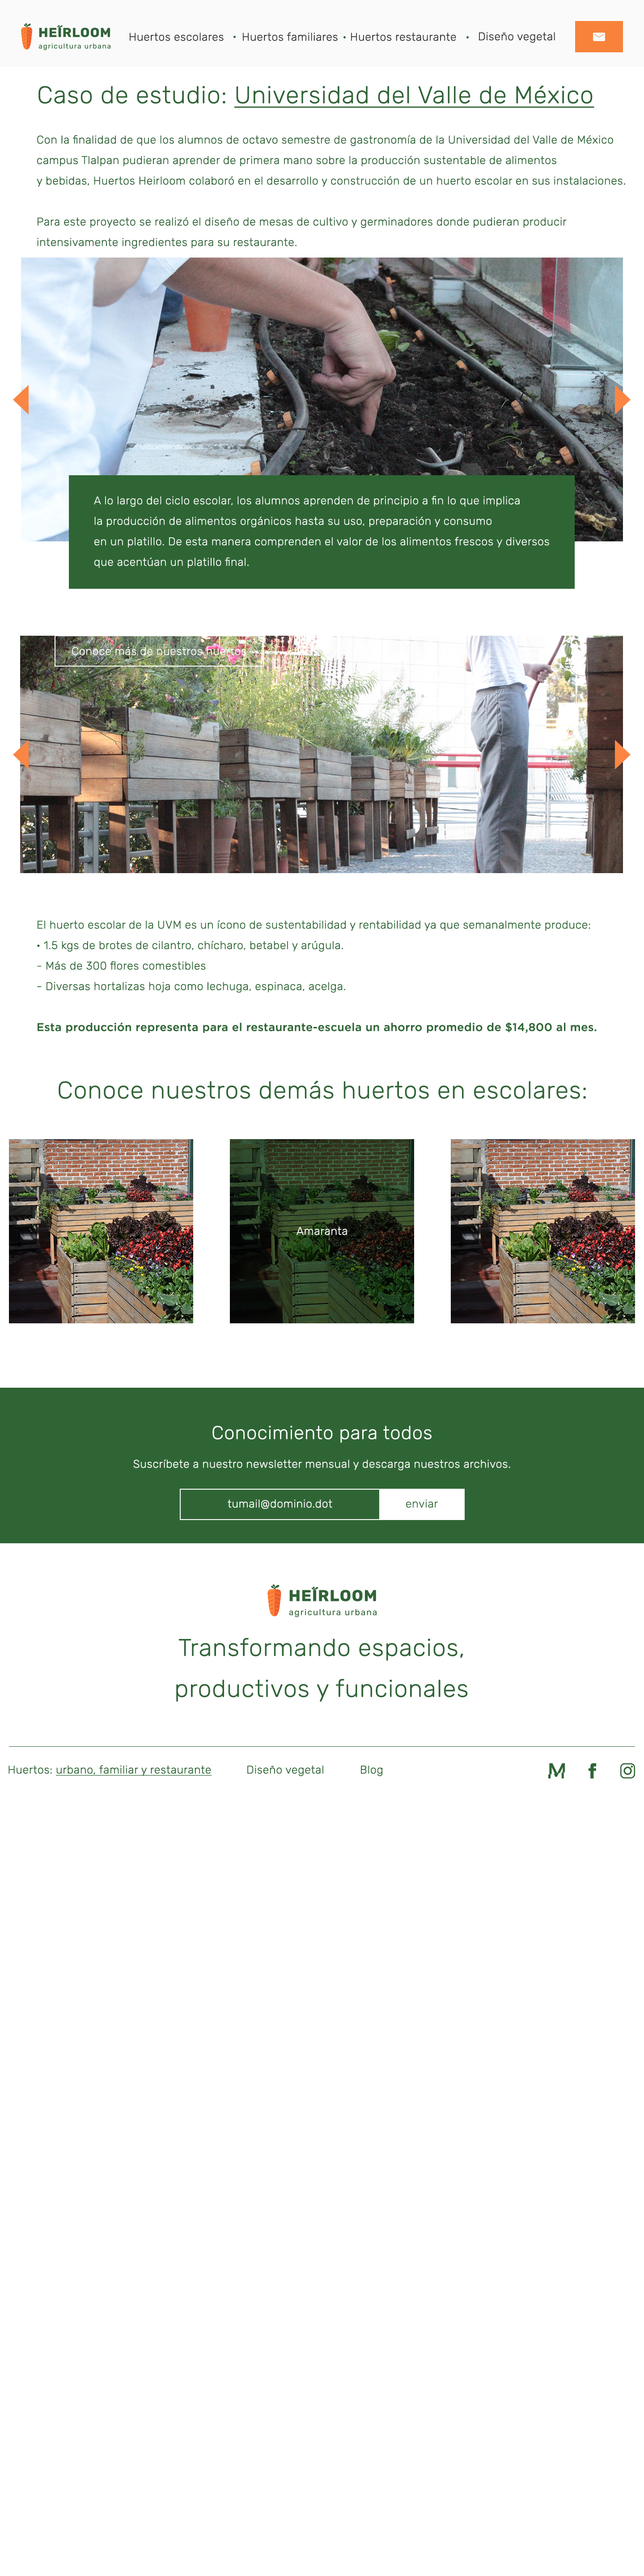 HEÏRLOOM
agricultura urbana
Huertos escolares • Huertos familiares • Huertos restaurante • Diseño vegetal
Caso de estudio: Universidad del Valle de México
Con la finalidad de que los alumnos de octavo semestre de gastronomía de la Universidad del Valle de México
campus Tlalpan pudieran aprender de primera mano sobre la producción sustentable de alimentos
y bebidas, Huertos Heirloom colaboró en el desarrollo y construcción de un huerto escolar en sus instalaciones.
Para este proyecto se realizó el diseño de mesas de cultivo y germinadores donde pudieran producir
intensivamente ingredientes para su restaurante.
A lo largo del ciclo escolar, los alumnos aprenden de principio a fin lo que implica
la producción de alimentos orgánicos hasta su uso, preparación y consumo
en un platillo. De esta manera comprenden el valor de los alimentos frescos y diversos
que acentúan un platillo final.
Conoce más de nuestros huertos
El huerto escolar de la UVM es un ícono de sustentabilidad y rentabilidad ya que semanalmente produce:
• 1.5 kgs de brotes de cilantro, chícharo, betabel y arúgula.
- Más de 300 flores comestibles
- Diversas hortalizas hoja como lechuga, espinaca, acelga.
Esta producción representa para el restaurante-escuela un ahorro promedio de $14,800 al mes.
Conoce nuestros demás huertos en escolares:
Amaranta
Conocimiento para todos
Suscríbete a nuestro newsletter mensual y descarga nuestros archivos.
tumail@dominio.dot enviar
HEÏRLOOM
agricultura urbana
Transformando espacios,
productivos y funcionales
Huertos: urbano, familiar y restaurante Diseño vegetal Blog